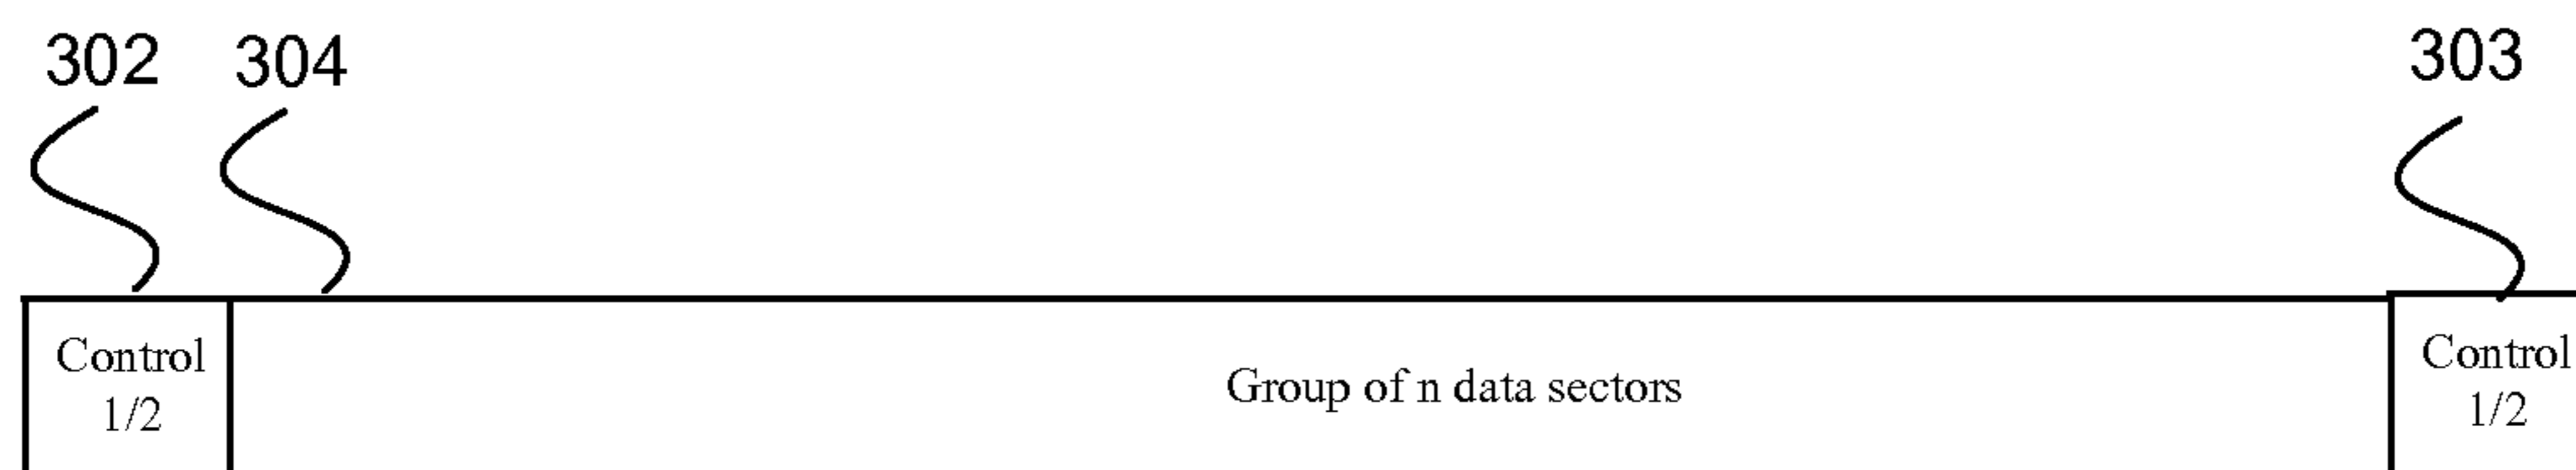 302 304 303
Control
1/2
Group of n data sectors
Control
1/2